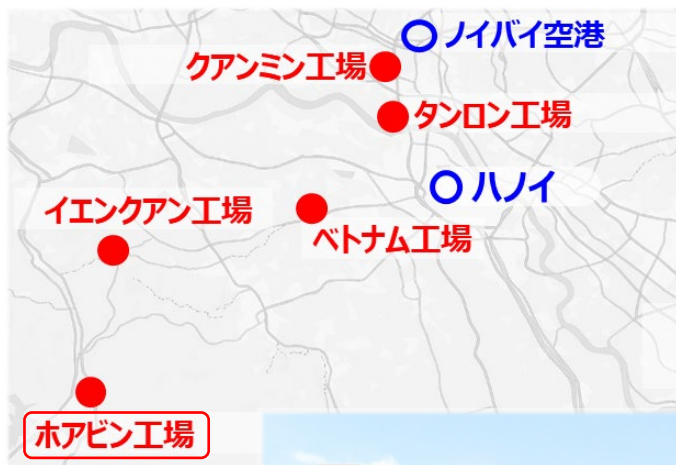 ノイバイ空港
クアンミン工場
タンロン工場
ハノイ
イエンクアン工場
ベトナム工場
ホアビン工場